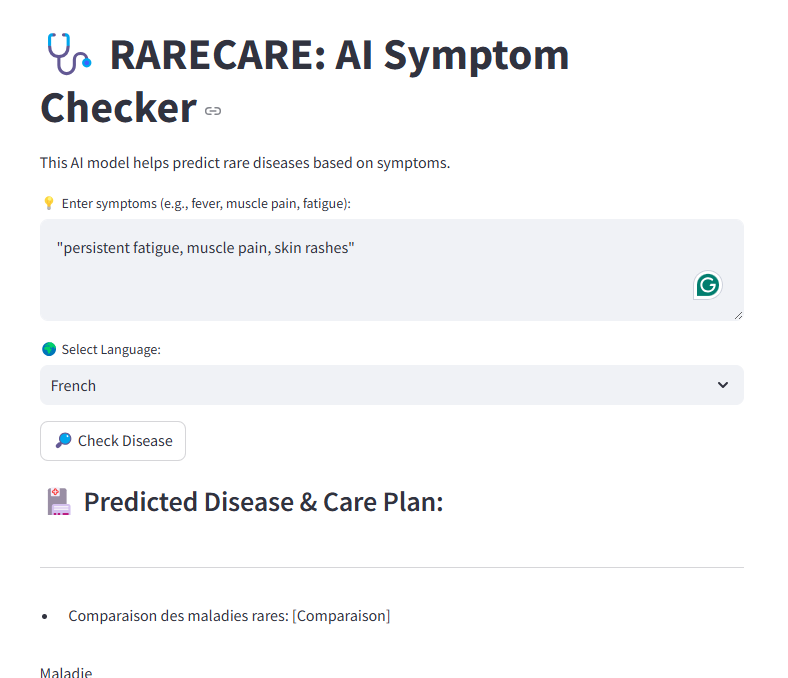 RARECARE: AI Symptom
Checker
This AI model helps predict rare diseases based on symptoms.
Enter symptoms (e.g., fever, muscle pain, fatigue):
"persistent fatigue, muscle pain, skin rashes"
Select Language:
French
Check Disease
Predicted Disease & Care Plan:
Comparaison des maladies rares: [Comparaison]
Maladie